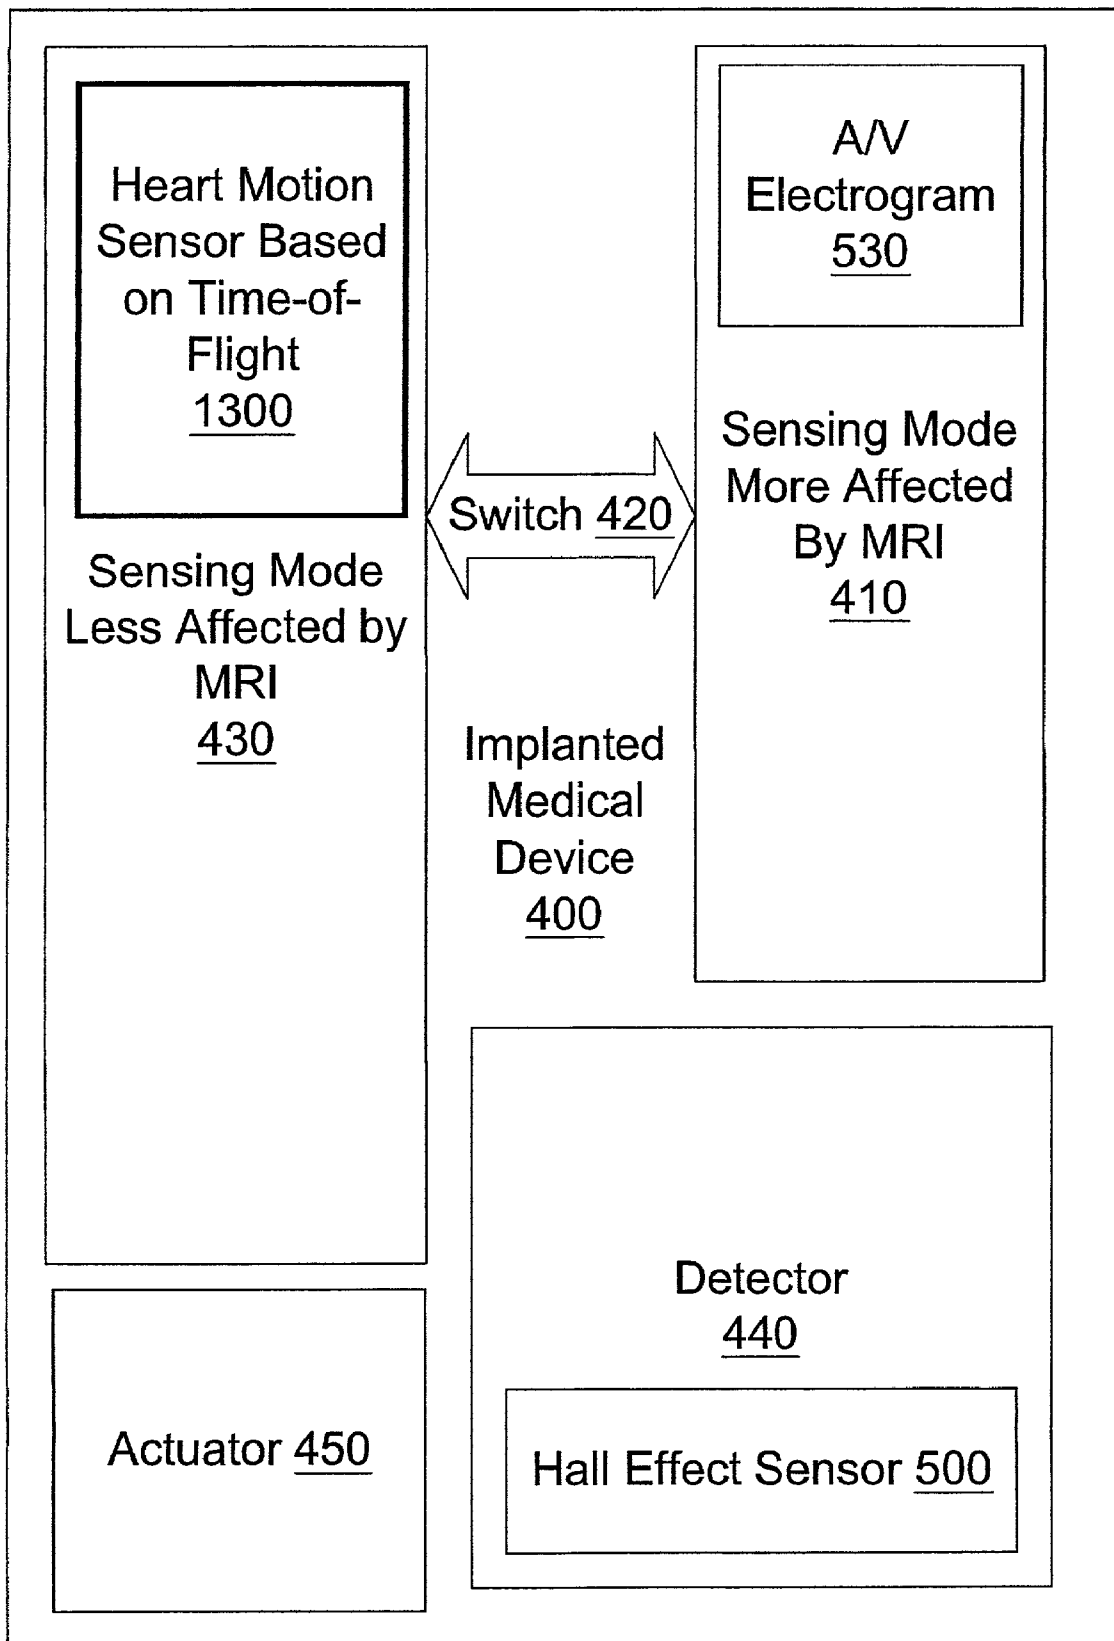 Heart Motion
Sensor Based
on Time-of-
Flight
1300
Sensing Mode
Less Affected by
MRI
430
A/V
Electrogram
530
Sensing Mode
More Affected
By MRI
410
Switch 420
Implanted
Medical
Device
400
Detector
440
Hall Effect Sensor 500
Actuator 450